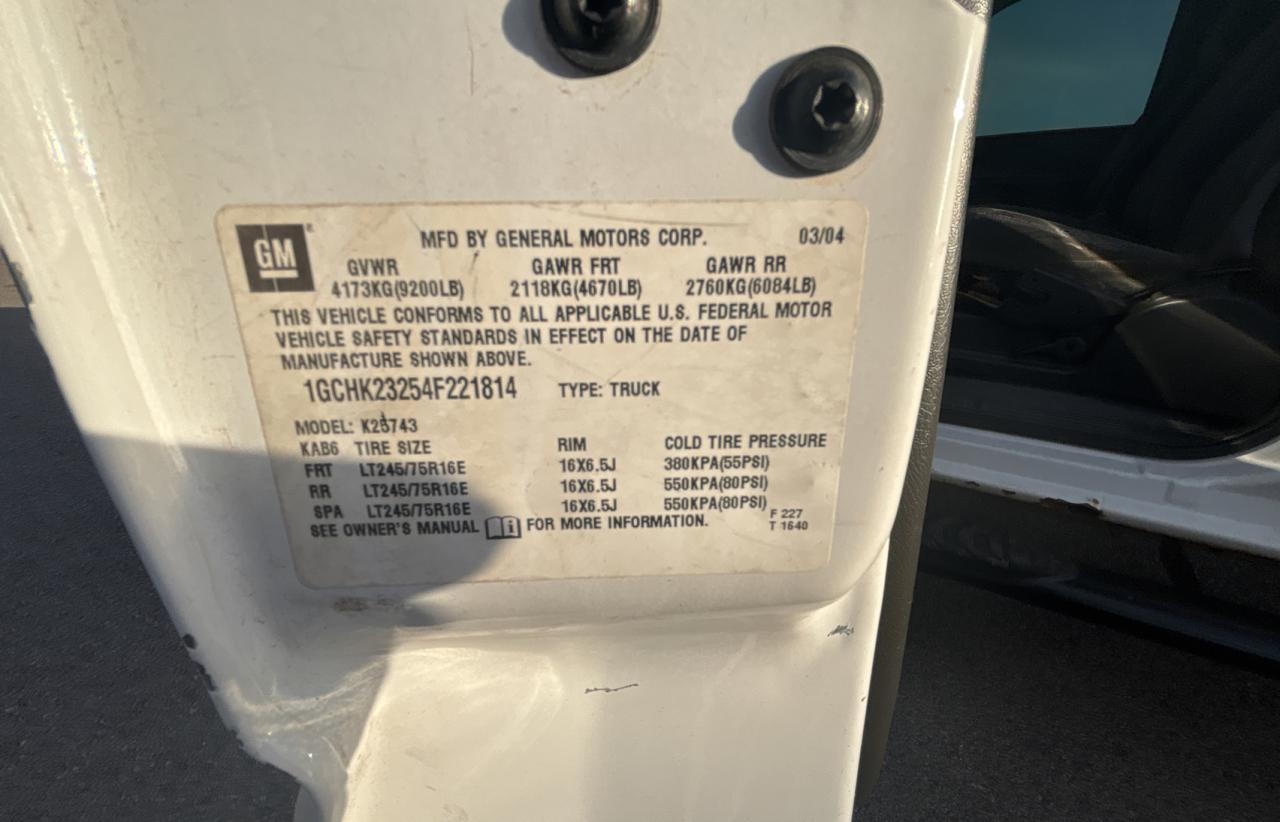 GM
MFD BY GENERAL MOTORS CORP. 03/04
GVWR GAWR FRT GAWR RR
4173KG(9200LB) 2118KG(4670LB) 2760KG(6084LB)
THIS VEHICLE CONFORMS TO ALL APPLICABLE U.S. FEDERAL MOTOR
VEHICLE SAFETY STANDARDS IN EFFECT ON THE DATE OF
MANUFACTURE SHOWN ABOVE.
1GCHK23254F221814 TYPE: TRUCK
MODEL: K25743
KAB6 TIRE SIZE RIM COLD TIRE PRESSURE
FRT LT245/75R16E 16X6.5J 380KPA(55PSI)
RR LT245/75R16E 16X6.5J 550KPA(80PSI)
SPA LT245/75R16E 16X6.5J 550KPA(80PSI)
SEE OWNER'S MANUAL i FOR MORE INFORMATION.
F 227
T 1640